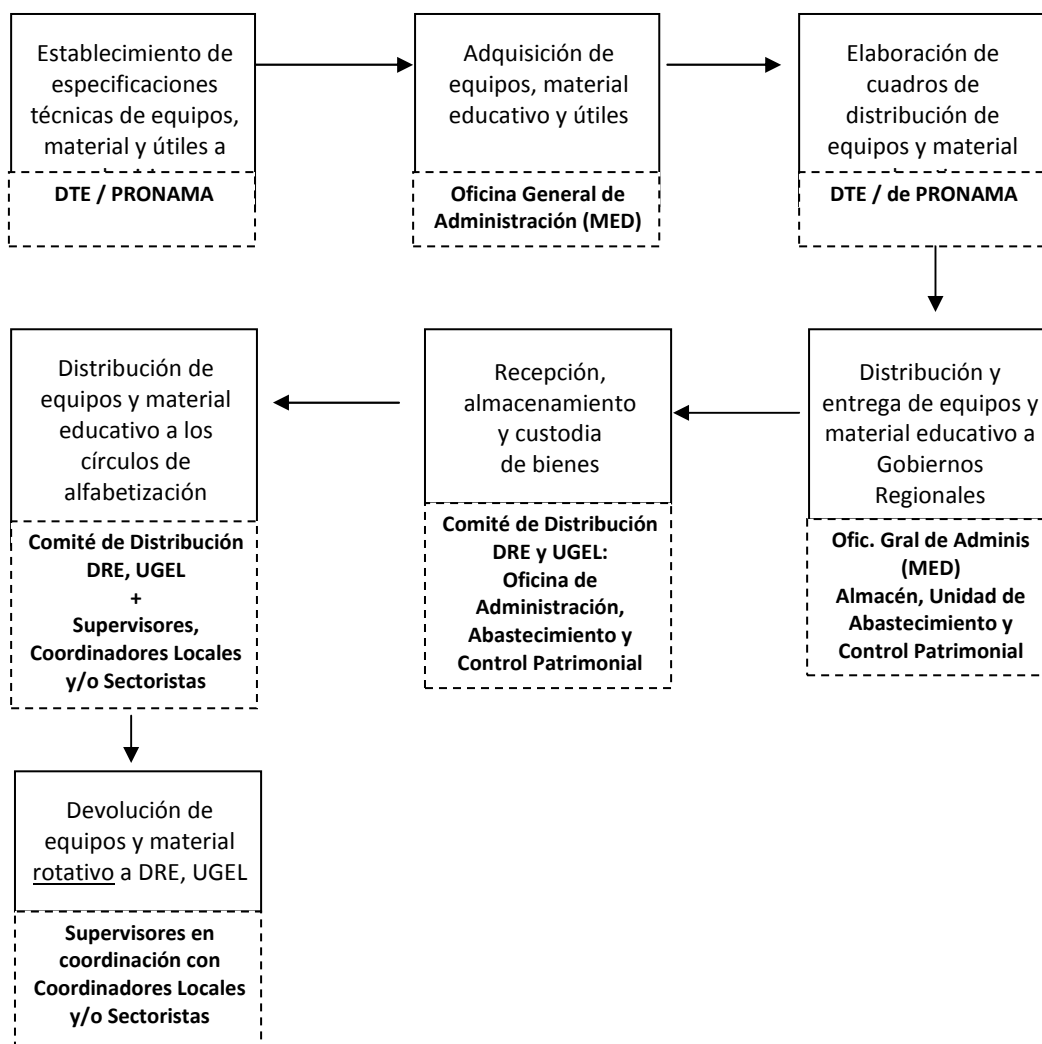 Establecimiento de
especificaciones
técnicas de equipos,
material y útiles a
DTE / PRONAMA
Adquisición de
equipos, material
educativo y útiles
Oficina General de
Administración (MED)
Elaboración de
cuadros de
distribución de
equipos y material
DTE / de PRONAMA
Distribución y
entrega de equipos y
material educativo a
Gobiernos
Regionales
Ofic. Gral de Adminis
(MED)
Almacén, Unidad de
Abastecimiento y
Control Patrimonial
Recepción,
almacenamiento
y custodia
de bienes
Comité de Distribución
DRE y UGEL:
Oficina de
Administración,
Abastecimiento y
Control Patrimonial
Distribución de
equipos y material
educativo a los
círculos de
alfabetización
Comité de Distribución
DRE, UGEL
+
Supervisores,
Coordinadores Locales
y/o Sectoristas
Devolución de
equipos y material
rotativo a DRE, UGEL
Supervisores en
coordinación con
Coordinadores Locales
y/o Sectoristas